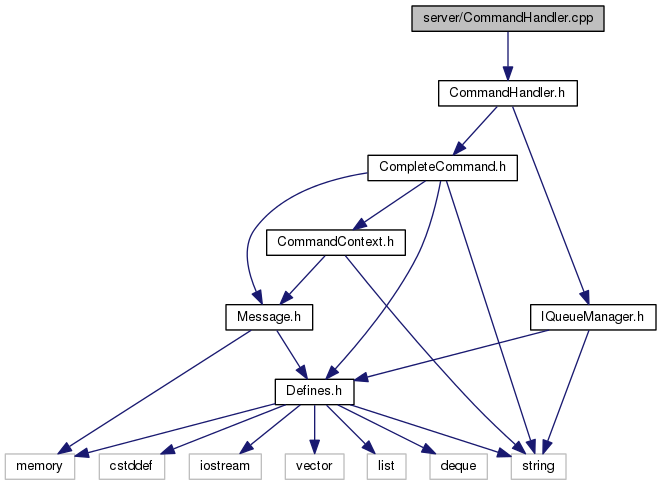 server/CommandHandler.cpp
CommandHandler.h
CompleteCommand.h
CommandContext.h
Message.h
IQueueManager.h
Defines.h
memory
cstddef
iostream
vector
list
deque
string